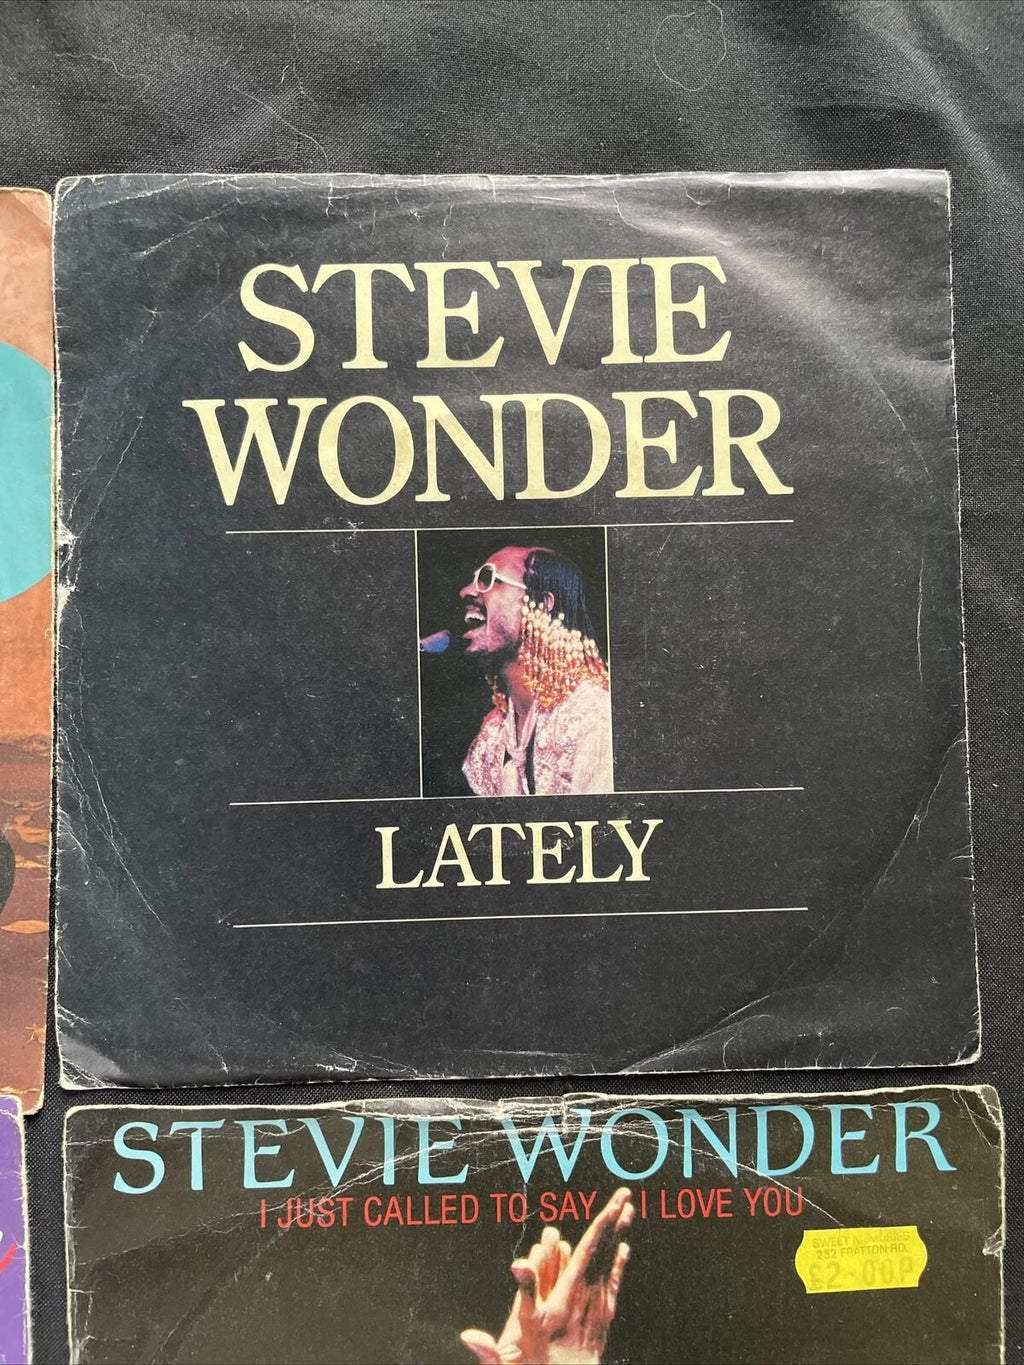 STEVIE
WONDER
LATELY
STEVIE WONDER
I JUST CALLED TO SAY I LOVE YOU
SWEET MEMORIES
232 FRATTON RD.
£2·00P